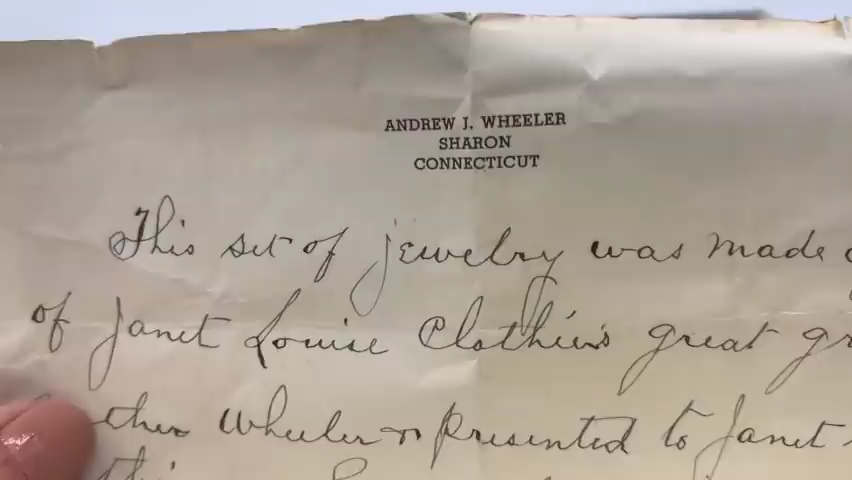 ANDREW J. WHEELER
SHARON
CONNECTICUT
This set of jewelry was made
of Janet Louise Clothier's great
Wheeler & presented to Janet